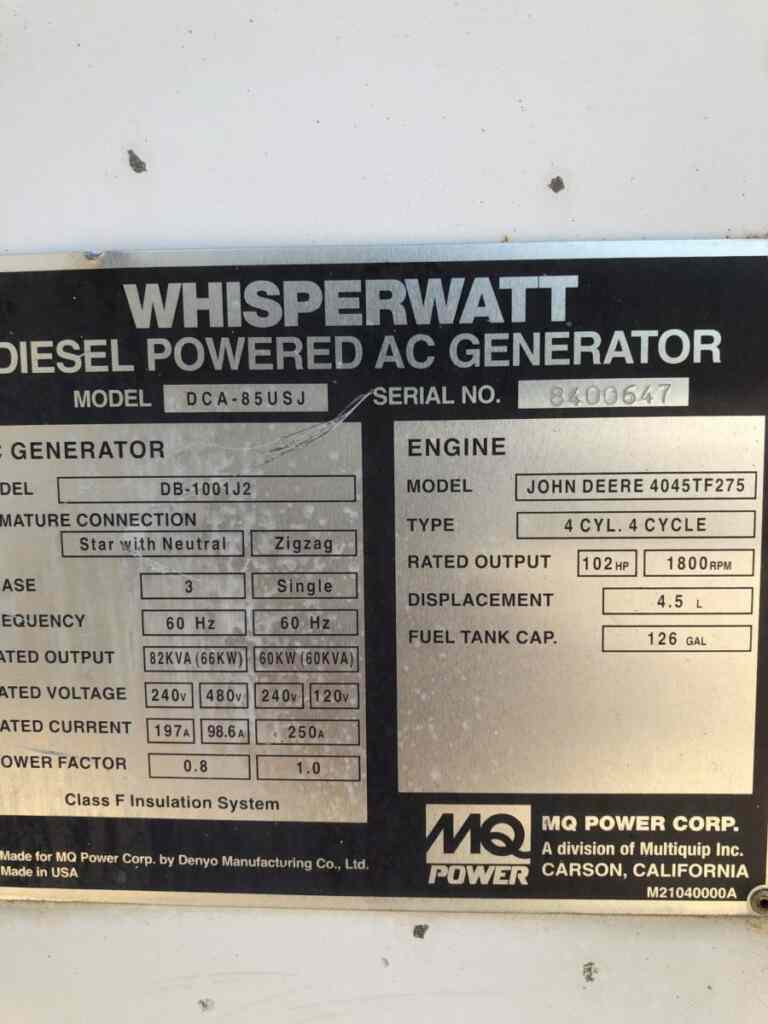 WHISPERWATT
DIESEL POWERED AC GENERATOR
MODEL DCA-85USJ SERIAL NO. 8400647
C GENERATOR
DEL DB-1001J2
MATURE CONNECTION
Star with Neutral Zigzag
ASE 3 Single
EQUENCY 60 Hz 60 Hz
ATED OUTPUT 82KVA (66KW) 60KW (60KVA)
ATED VOLTAGE 240V 480V 240V 120V
ATED CURRENT 197A 98.6A 250A
OWER FACTOR 0.8 1.0
Class F Insulation System
ENGINE
MODEL JOHN DEERE 4045TF275
TYPE 4 CYL. 4 CYCLE
RATED OUTPUT 102HP 1800RPM
DISPLACEMENT 4.5 L
FUEL TANK CAP. 126 GAL
Made for MQ Power Corp. by Denyo Manufacturing Co., Ltd.
Made in USA
MQ
POWER
MQ POWER CORP.
A division of Multiquip Inc.
CARSON, CALIFORNIA
M21040000A